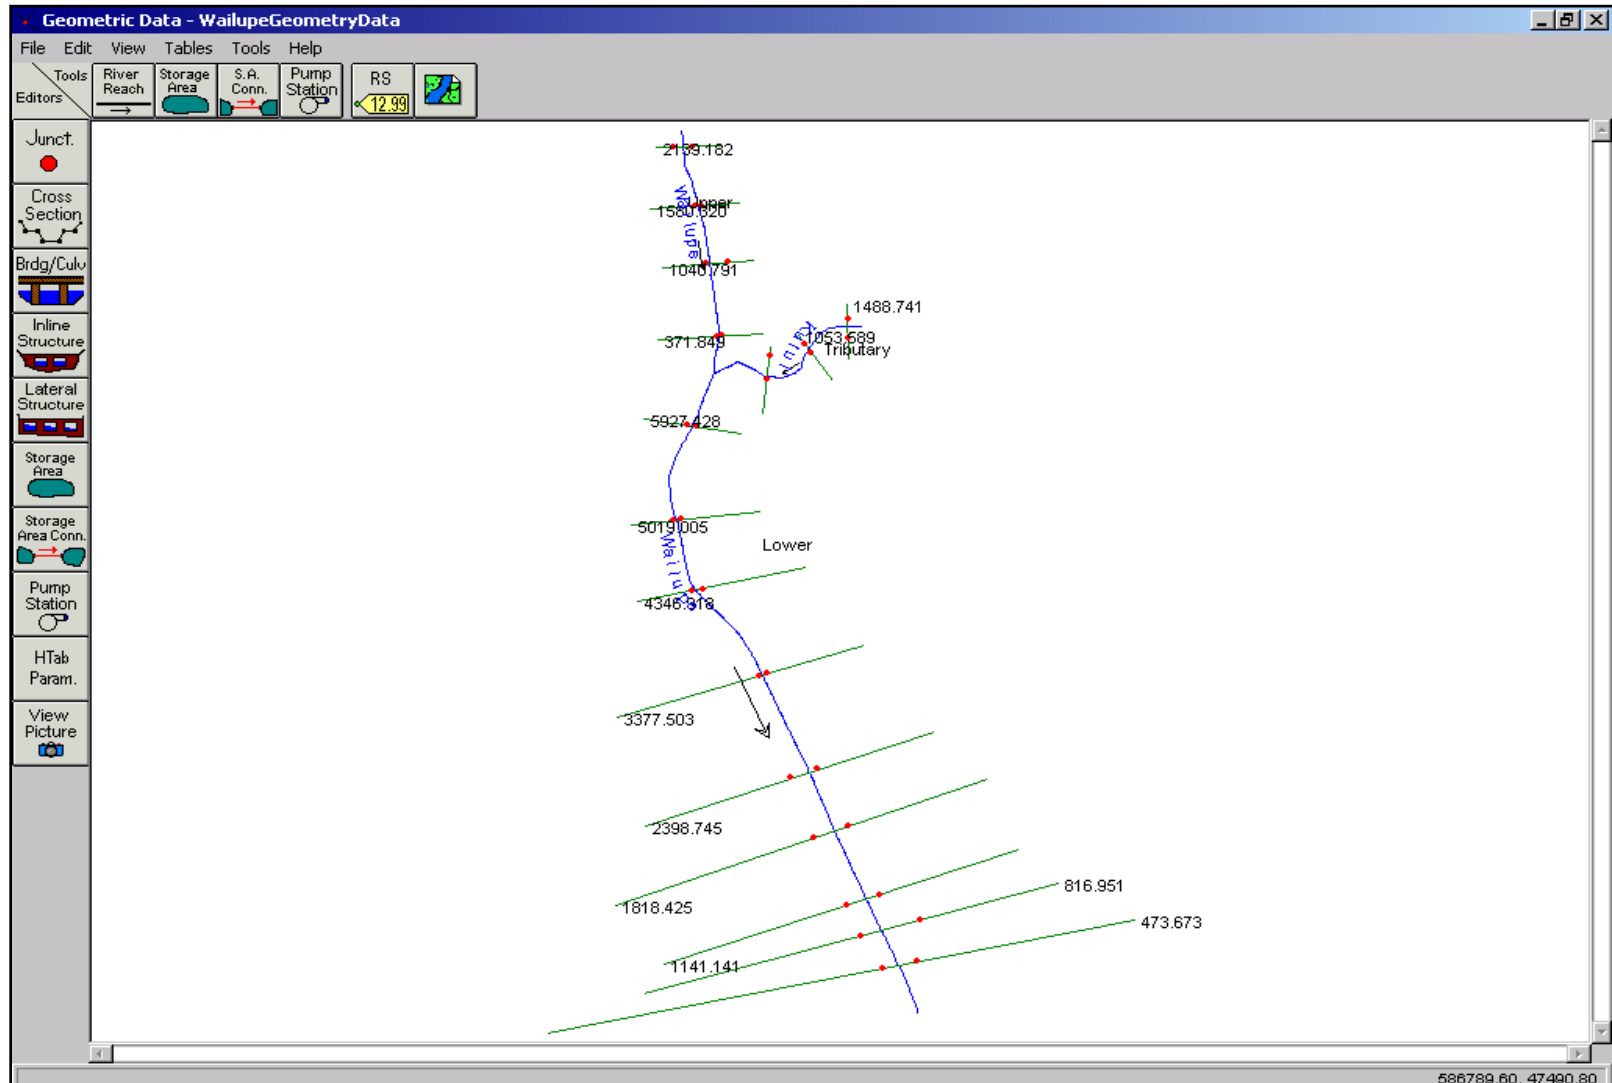 Geometric Data - WailupeGeometryData
File Edit View Tables Tools Help
Tools
Editors
River Reach
Storage Area
S.A. Conn.
Pump Station
RS
12.99
Junct.
Cross Section
Brdg/Culv
Inline Structure
Lateral Structure
Storage Area
Storage Area Conn.
Pump Station
HTab Param.
View Picture
2139.182
Upper
1580.320
Wailupe
1040.791
371.849
1488.741
1053.589
Tributary
5927.428
5019.005
Lower
4346.918
3377.503
2398.745
1818.425
1141.141
816.951
473.673
586789.60, 47490.80